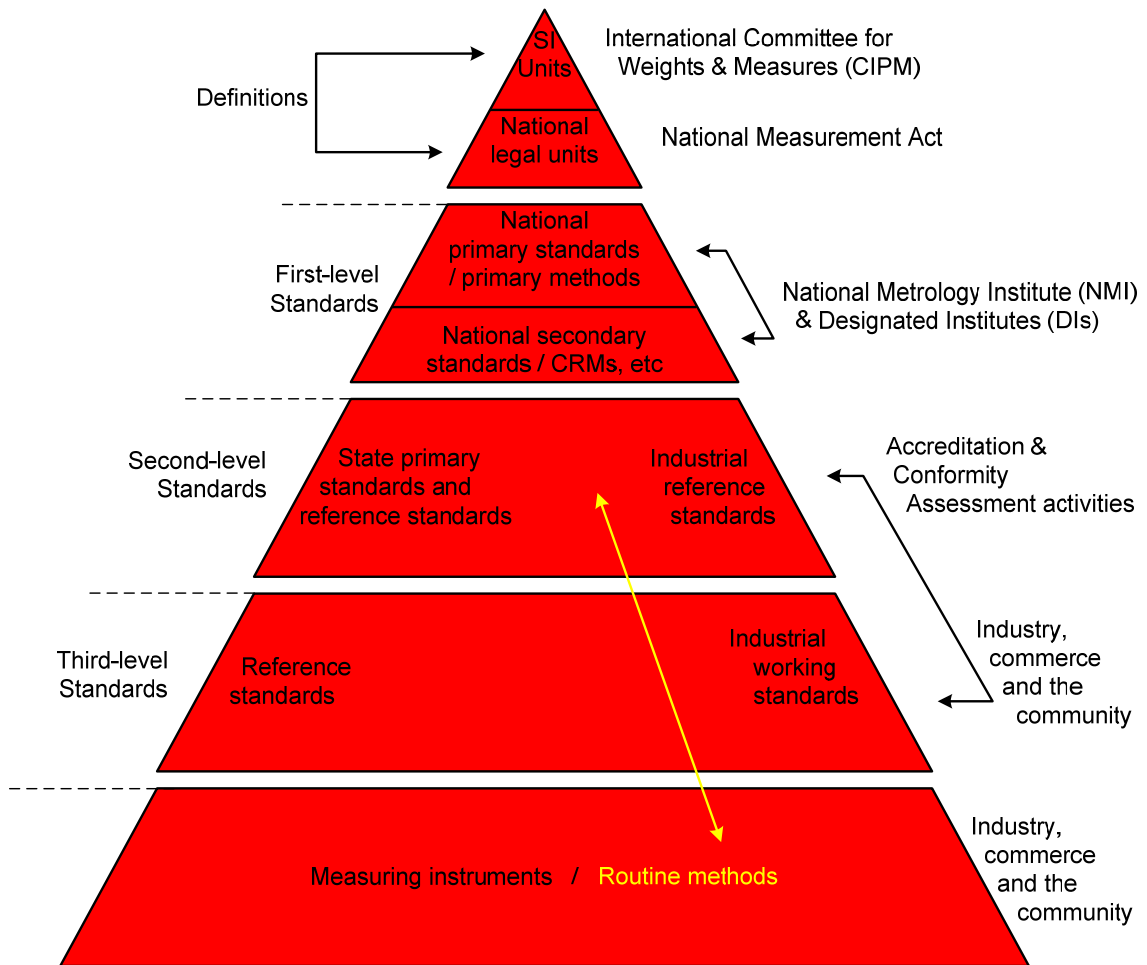 SI
Units
International Committee for
Weights & Measures (CIPM)
Definitions
National
legal units
National Measurement Act
National
primary standards
/ primary methods
First-level
Standards
National Metrology Institute (NMI)
& Designated Institutes (DIs)
National secondary
standards / CRMs, etc
Second-level
Standards
State primary
standards and
reference standards
Industrial
reference
standards
Accreditation &
Conformity
Assessment activities
Third-level
Standards
Reference
standards
Industrial
working
standards
Industry,
commerce
and the
community
Measuring instruments / Routine methods
Industry,
commerce
and the
community